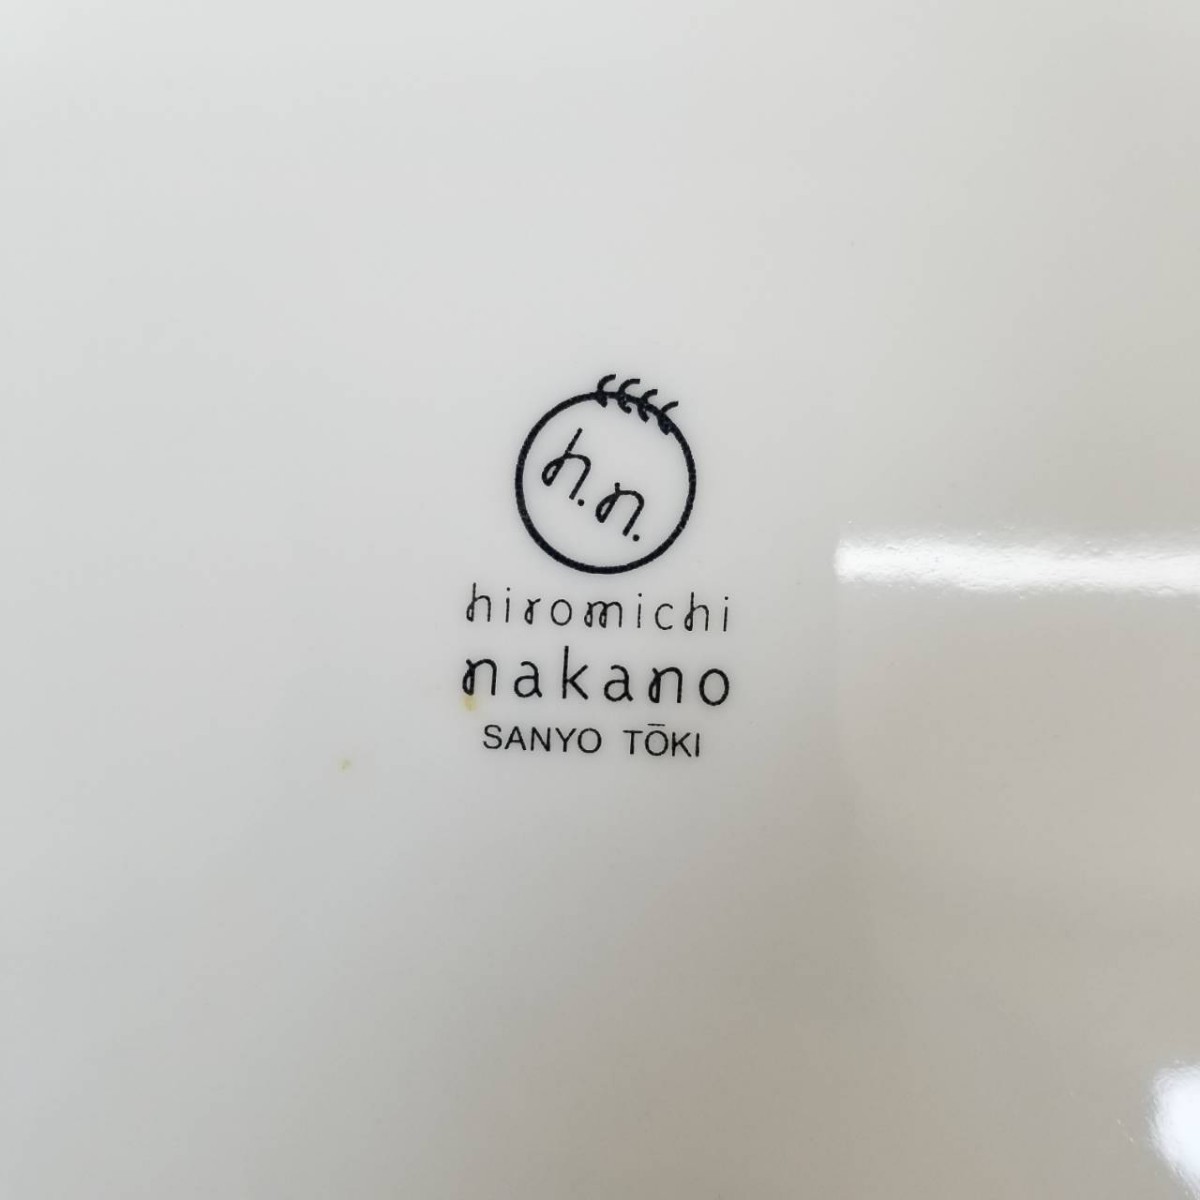 h.n.
hiromichi
nakano
SANYO TŌKI